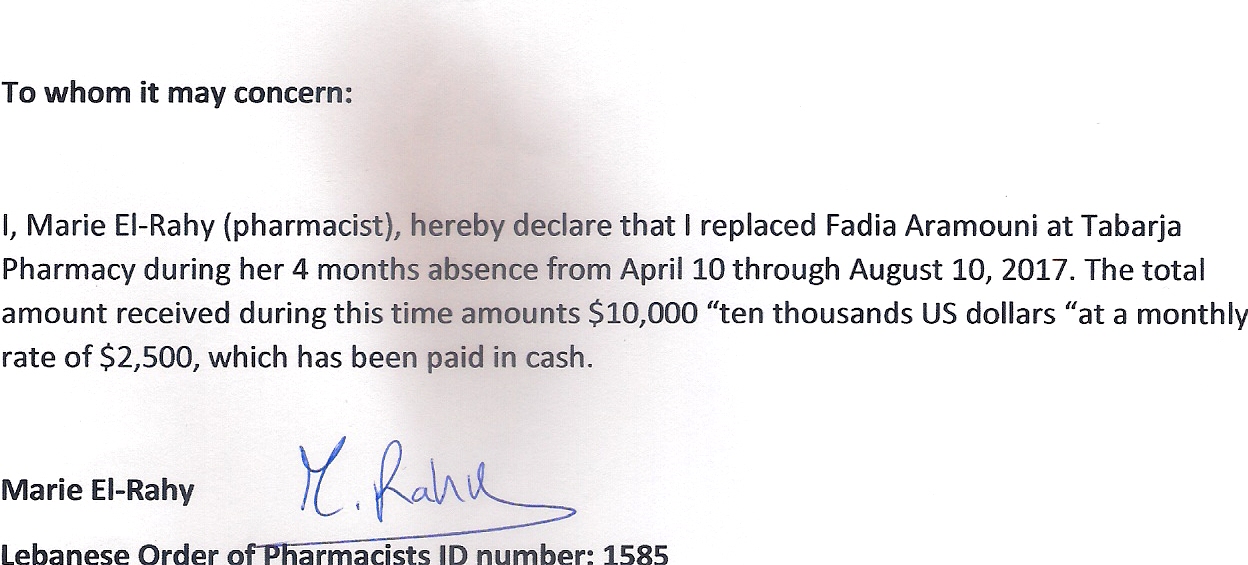 To whom it may concern:
I, Marie El-Rahy (pharmacist), hereby declare that I replaced Fadia Aramouni at Tabarja
Pharmacy during her 4 months absence from April 10 through August 10, 2017. The total
amount received during this time amounts $10,000 “ten thousands US dollars “at a monthly
rate of $2,500, which has been paid in cash.
Marie El-Rahy M. Rahy
Lebanese Order of Pharmacists ID number: 1585